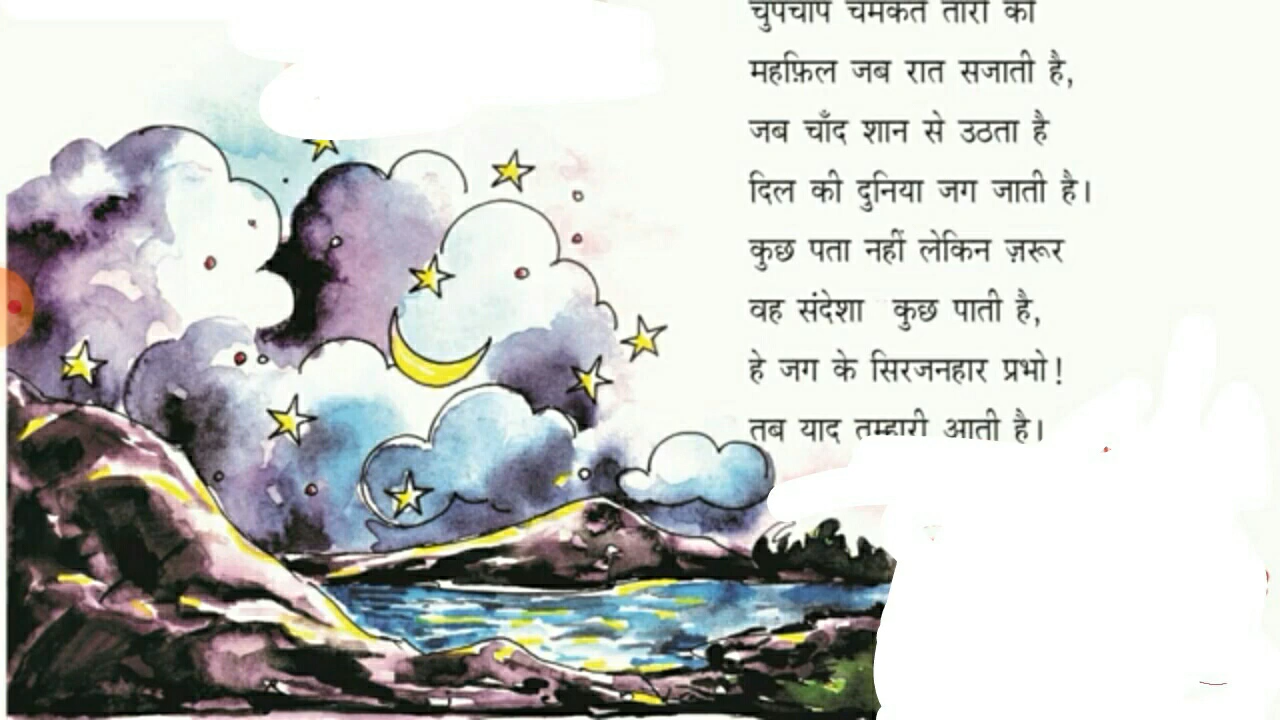 चुपचाप चमकते तारों की
महफ़िल जब रात सजाती है,
जब चाँद शान से उठता है
दिल की दुनिया जग जाती है।
कुछ पता नहीं लेकिन ज़रूर
वह संदेशा कुछ पाती है,
हे जग के सिरजनहार प्रभो!
तब याद तुम्हारी आती है।